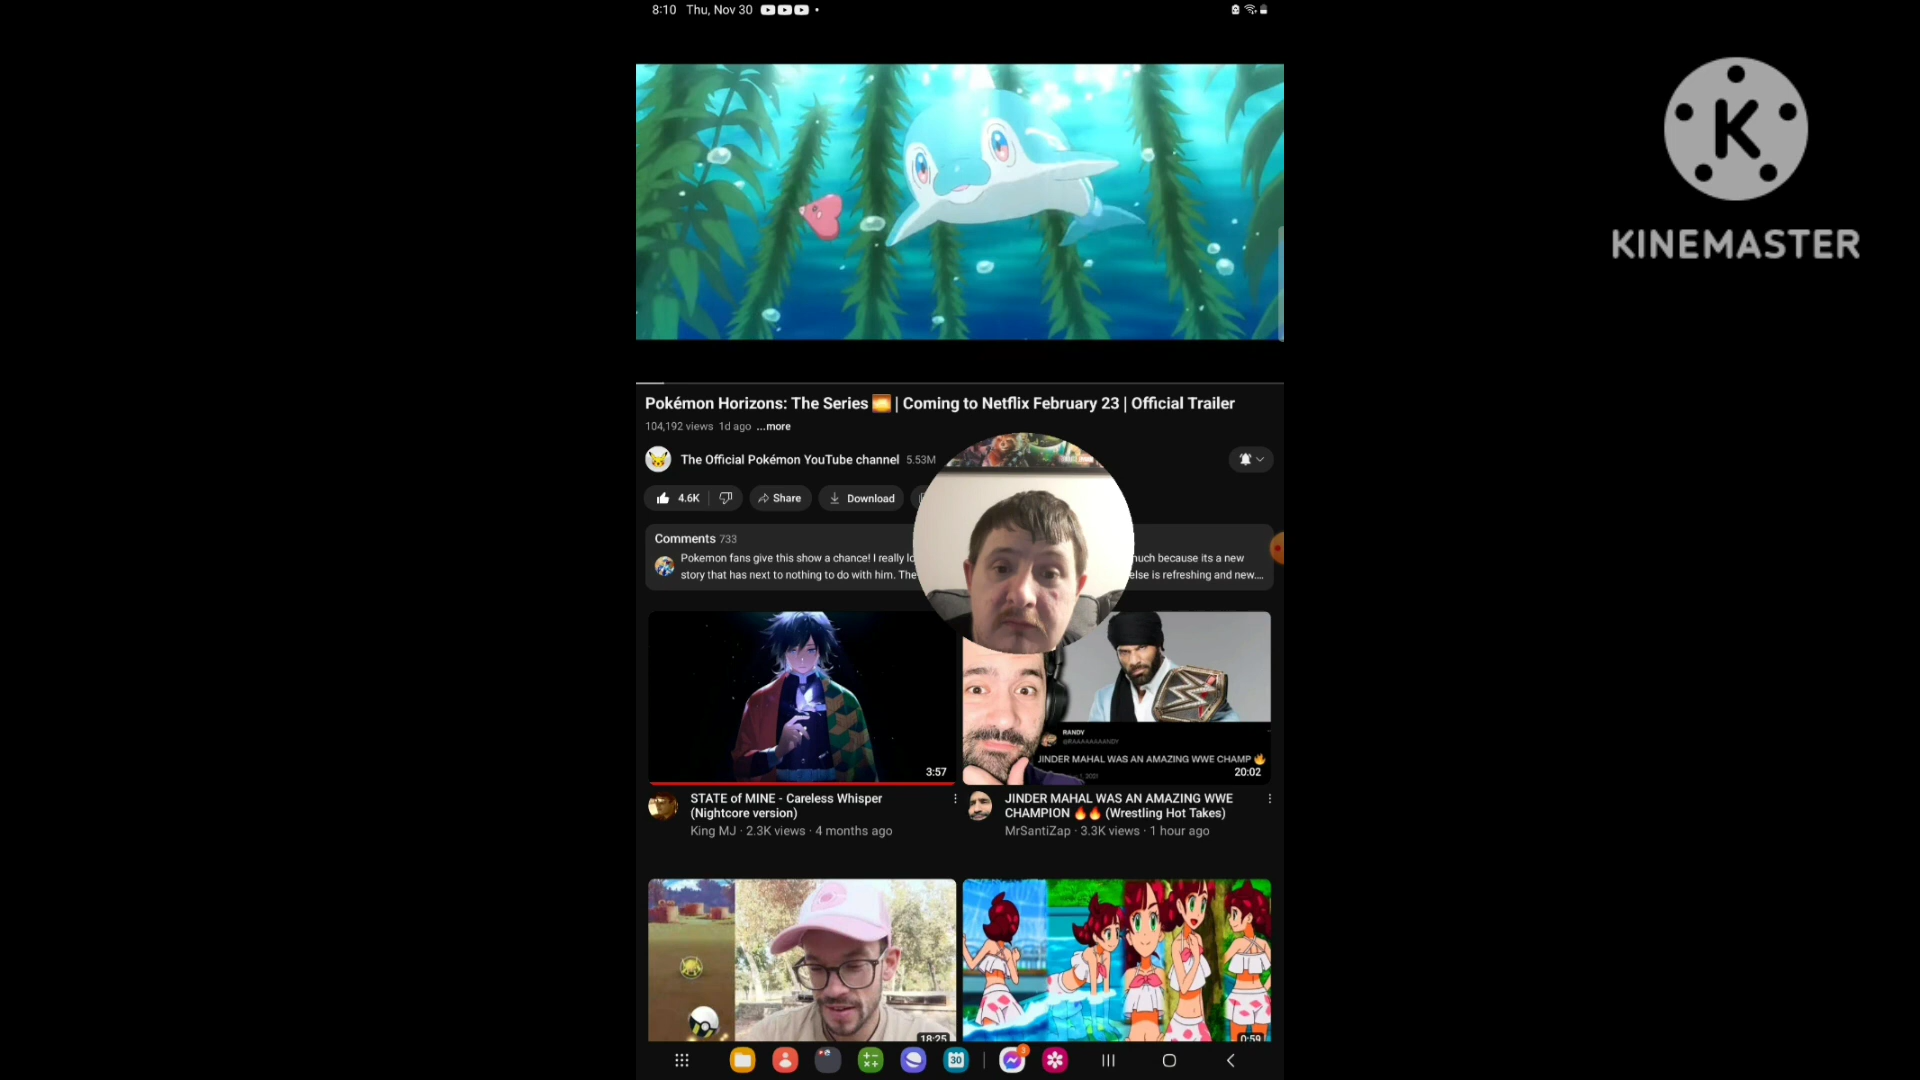 8:10 Thu, Nov 30
K
KINEMASTER
Pokémon Horizons: The Series 🌅 | Coming to Netflix February 23 | Official Trailer
104,192 views 1d ago ...more
The Official Pokémon YouTube channel 5.53M
4.6K
Share
Download
Comments 733
Pokemon fans give this show a chance! I really lo
much because its a new
story that has next to nothing to do with him. The
else is refreshing and new....
RANDY
JINDER MAHAL WAS AN AMAZING WWE CHAMP 🔥
3:57
20:02
STATE of MINE - Careless Whisper
(Nightcore version)
King MJ · 2.3K views · 4 months ago
JINDER MAHAL WAS AN AMAZING WWE
CHAMPION 🔥🔥 (Wrestling Hot Takes)
MrSantiZap · 3.3K views · 1 hour ago
18:25
0:59
30
3